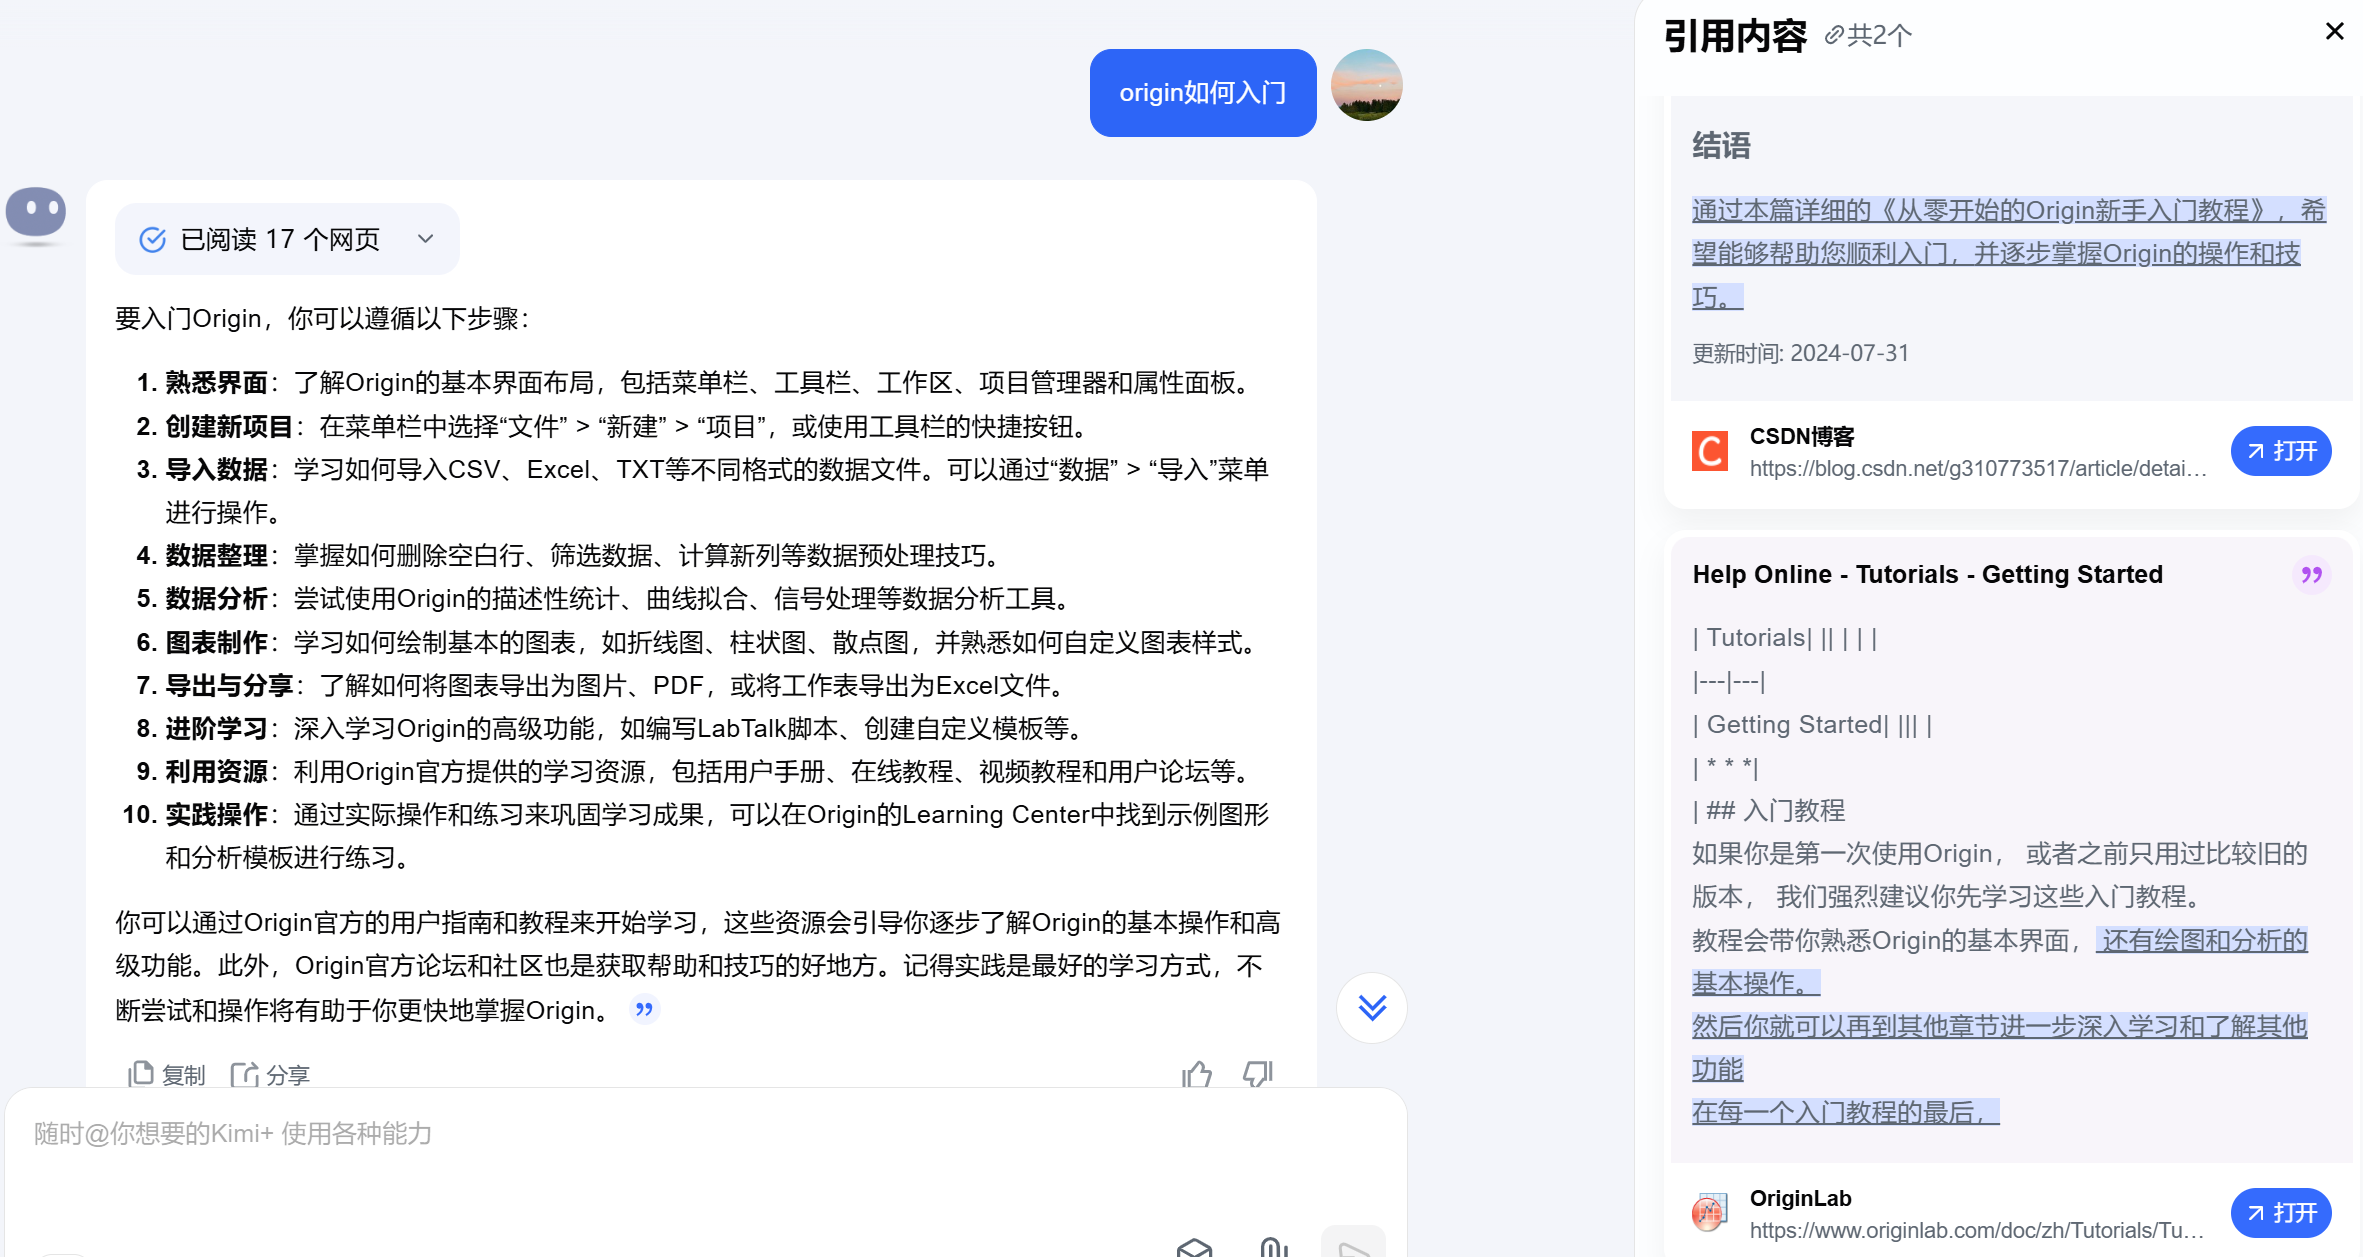 origin如何入门
已阅读 17 个网页
要入门Origin，你可以遵循以下步骤：
1. 熟悉界面：了解Origin的基本界面布局，包括菜单栏、工具栏、工作区、项目管理器和属性面板。
2. 创建新项目：在菜单栏中选择“文件” > “新建” > “项目”，或使用工具栏的快捷按钮。
3. 导入数据：学习如何导入CSV、Excel、TXT等不同格式的数据文件。可以通过“数据” > “导入”菜单
进行操作。
4. 数据整理：掌握如何删除空白行、筛选数据、计算新列等数据预处理技巧。
5. 数据分析：尝试使用Origin的描述性统计、曲线拟合、信号处理等数据分析工具。
6. 图表制作：学习如何绘制基本的图表，如折线图、柱状图、散点图，并熟悉如何自定义图表样式。
7. 导出与分享：了解如何将图表导出为图片、PDF，或将工作表导出为Excel文件。
8. 进阶学习：深入学习Origin的高级功能，如编写LabTalk脚本、创建自定义模板等。
9. 利用资源：利用Origin官方提供的学习资源，包括用户手册、在线教程、视频教程和用户论坛等。
10. 实践操作：通过实际操作和练习来巩固学习成果，可以在Origin的Learning Center中找到示例图形
和分析模板进行练习。
你可以通过Origin官方的用户指南和教程来开始学习，这些资源会引导你逐步了解Origin的基本操作和高
级功能。此外，Origin官方论坛和社区也是获取帮助和技巧的好地方。记得实践是最好的学习方式，不
断尝试和操作将有助于你更快地掌握Origin。
复制 分享
随时@你想要的Kimi+ 使用各种能力
引用内容 共2个
结语
通过本篇详细的《从零开始的Origin新手入门教程》，希
望能够帮助您顺利入门，并逐步掌握Origin的操作和技
巧。
更新时间: 2024-07-31
CSDN博客
https://blog.csdn.net/g310773517/article/detai...
打开
Help Online - Tutorials - Getting Started
| Tutorials| || | | |
|---|---|
| Getting Started| ||| |
| * * *|
| ## 入门教程
如果你是第一次使用Origin， 或者之前只用过比较旧的
版本， 我们强烈建议你先学习这些入门教程。
教程会带你熟悉Origin的基本界面， 还有绘图和分析的
基本操作。
然后你就可以再到其他章节进一步深入学习和了解其他
功能
在每一个入门教程的最后，
OriginLab
https://www.originlab.com/doc/zh/Tutorials/Tu...
打开